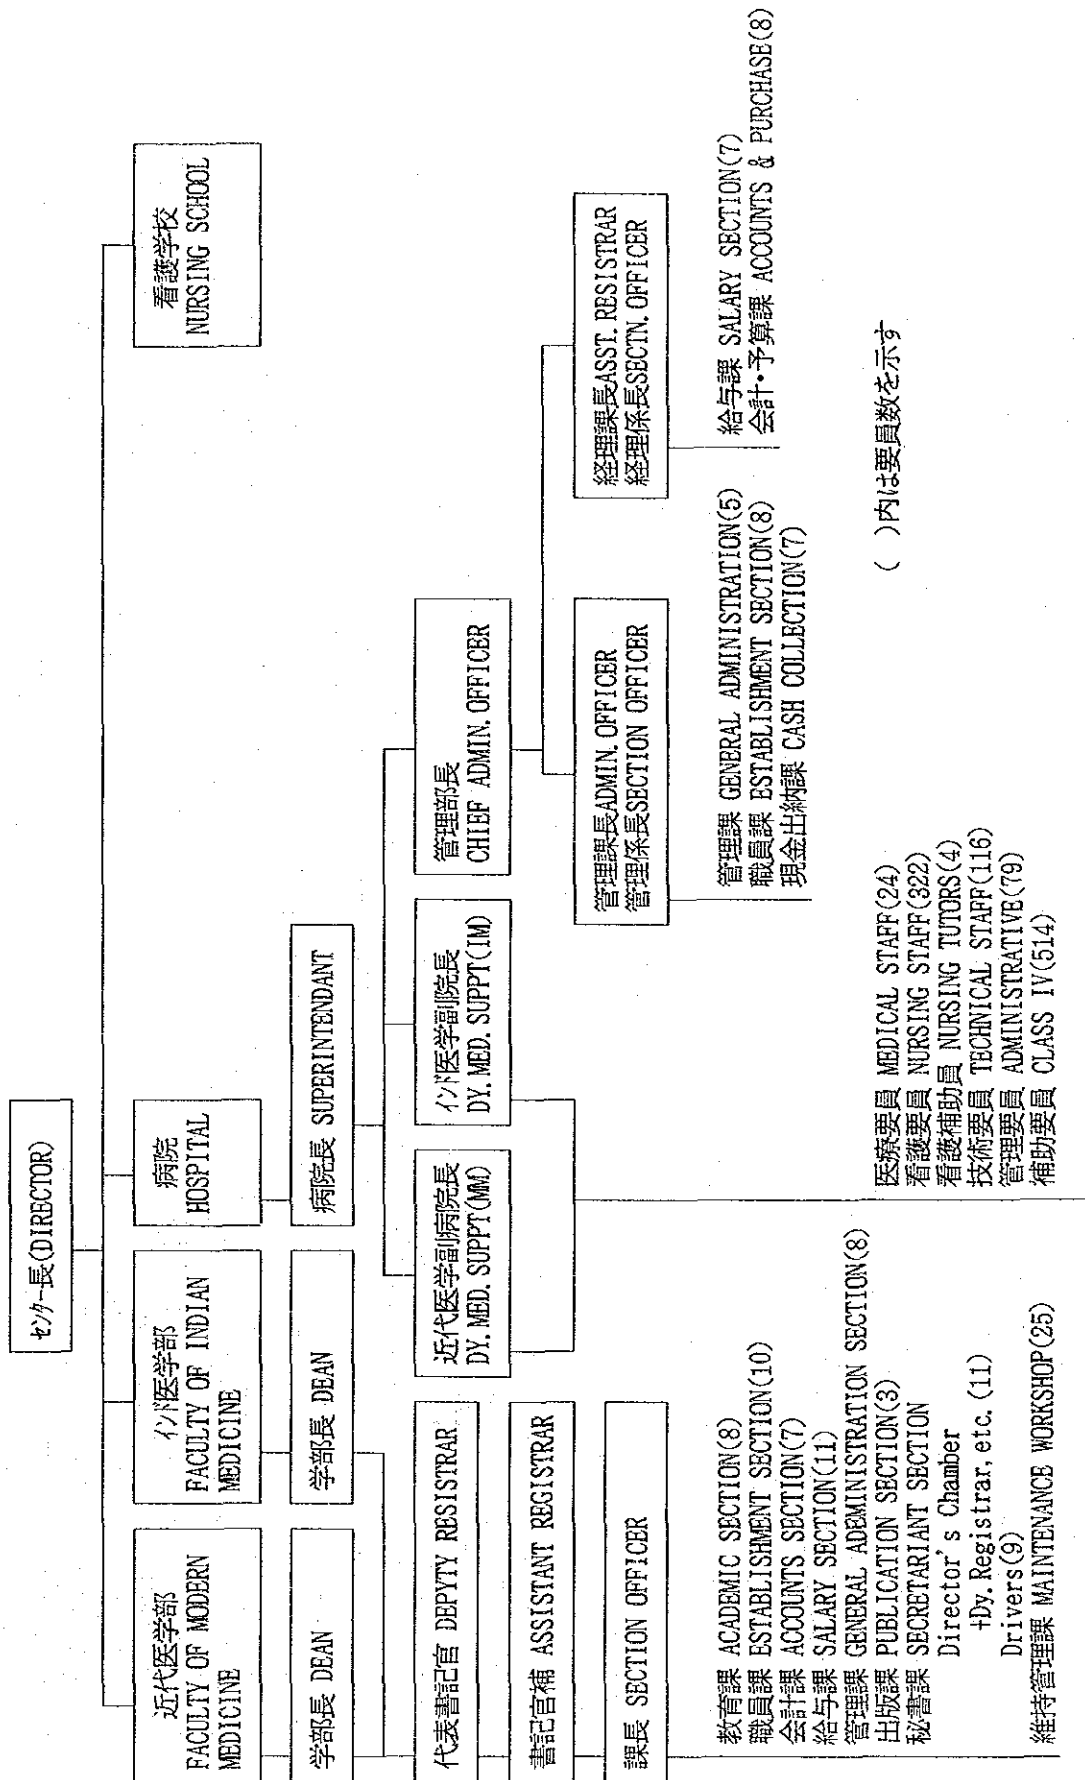 センター長(DIRECTOR)
近代医学部
FACULTY OF MODERN
MEDICINE
インド医学部
FACULTY OF INDIAN
MEDICINE
病院
HOSPITAL
看護学校
NURSING SCHOOL
学部長 DEAN
学部長 DEAN
病院長 SUPERINTENDANT
代表書記官 DEPYTY RESISTRAR
近代医学副病院長
DY. MED. SUPPT(MM)
インド医学副院長
DY. MED. SUPPT(IM)
管理部長
CHIEF ADMIN. OFFICER
書記官補 ASSISTANT REGISTRAR
課長 SECTION OFFICER
管理課長ADMIN. OFFICER
管理係長SECTION OFFICER
経理課長ASST. RESISTRAR
経理係長SECTN. OFFICER
教育課 ACADEMIC SECTION(8)
職員課 ESTABLISHMENT SECTION(10)
会計課 ACCOUNTS SECTION(7)
給与課 SALARY SECTION(11)
管理課 GENERAL ADEMINISTRATION SECTION(8)
出版課 PUBLICATION SECTION(3)
秘書課 SECRETARIANT SECTION
Director's Chamber
+Dy. Registrar, etc. (11)
Drivers(9)
維持管理課 MAINTENANCE WORKSHOP(25)
医療要員 MEDICAL STAFF(24)
看護要員 NURSING STAFF(322)
看護補助員 NURSING TUTORS(4)
技術要員 TECHNICAL STAFF(116)
管理要員 ADMINISTRATIVE(79)
補助要員 CLASS IV(514)
管理課 GENERAL ADMINISTRATION(5)
職員課 ESTABLISHMENT SECTION(8)
現金出納課 CASH COLLECTION(7)
給与課 SALARY SECTION(7)
会計・予算課 ACCOUNTS & PURCHASE(8)
( )内は要員数を示す